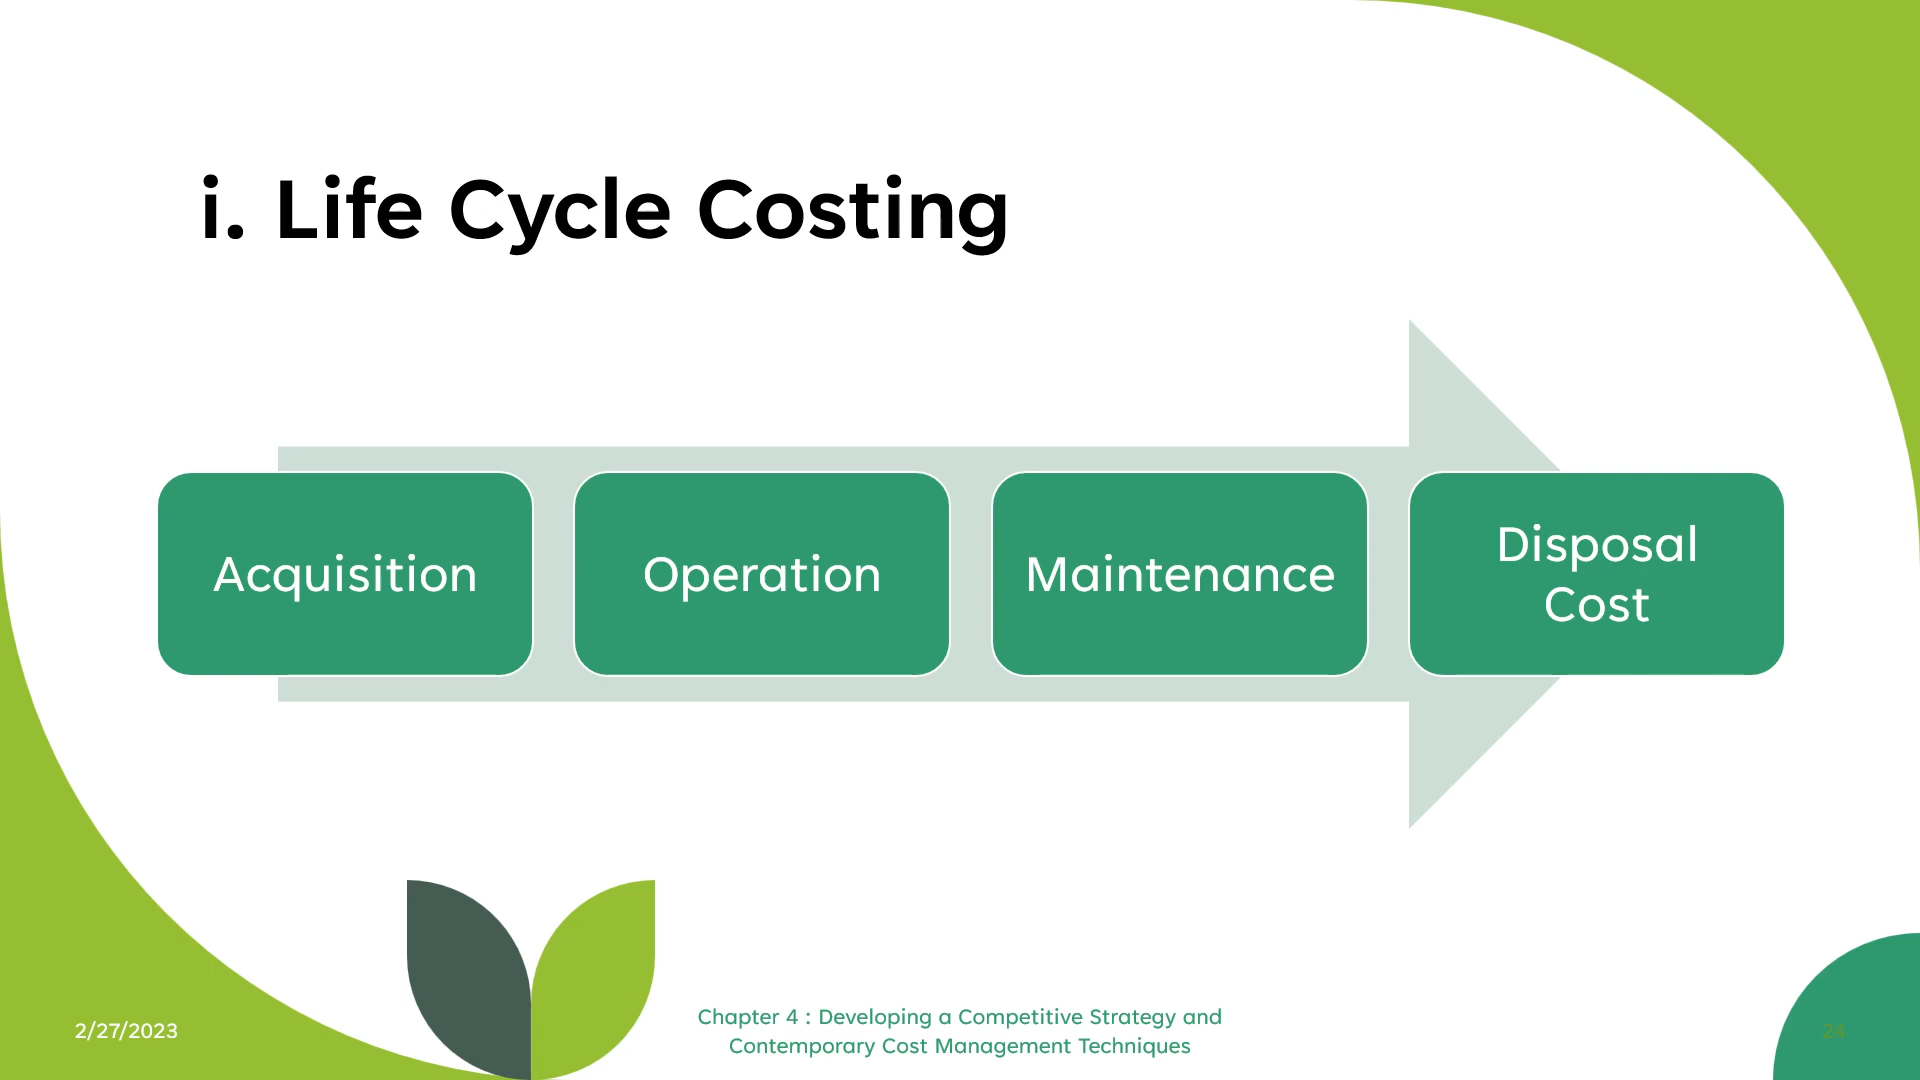 i. Life Cycle Costing
Acquisition
Operation
Maintenance
Disposal
Cost
2/27/2023
Chapter 4 : Developing a Competitive Strategy and
Contemporary Cost Management Techniques
24